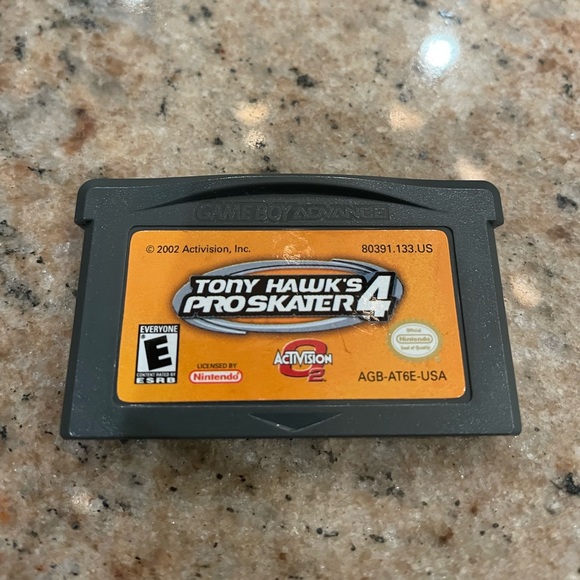 GAME BOY ADVANCE
© 2002 Activision, Inc.
80391.133.US
TONY HAWK'S
PRO SKATER 4
EVERYONE
E
CONTENT RATED BY
ESRB
LICENSED BY
Nintendo
ACTIVISION
O2
Official
Nintendo
Seal of Quality
AGB-AT6E-USA